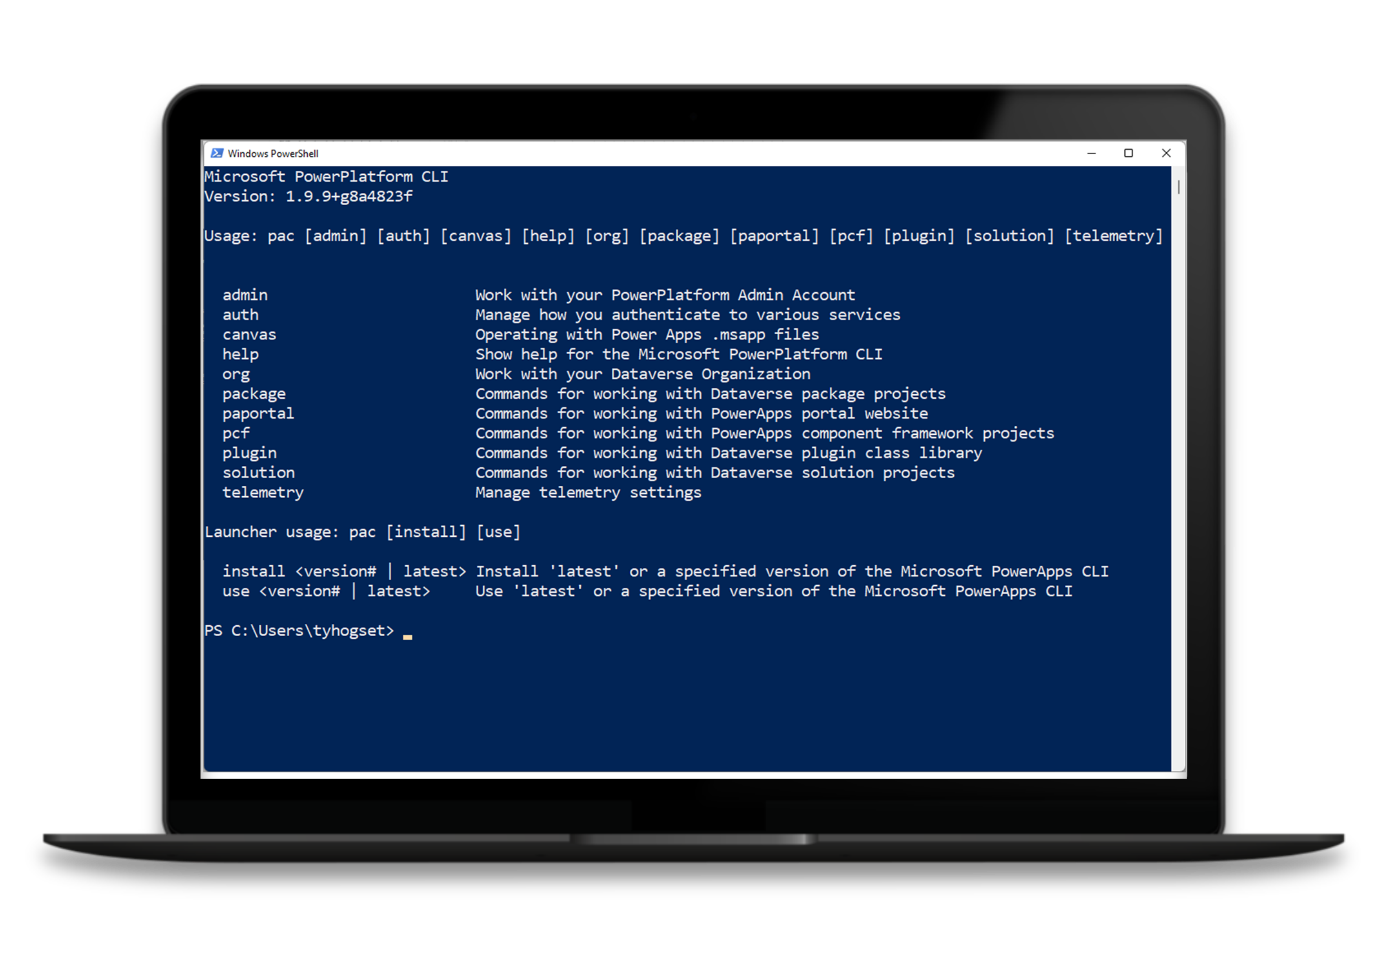 Windows PowerShell
Microsoft PowerPlatform CLI
Version: 1.9.9+g8a4823f
Usage: pac [admin] [auth] [canvas] [help] [org] [package] [paportal] [pcf] [plugin] [solution] [telemetry]
admin Work with your PowerPlatform Admin Account
auth Manage how you authenticate to various services
canvas Operating with Power Apps .msapp files
help Show help for the Microsoft PowerPlatform CLI
org Work with your Dataverse Organization
package Commands for working with Dataverse package projects
paportal Commands for working with PowerApps portal website
pcf Commands for working with PowerApps component framework projects
plugin Commands for working with Dataverse plugin class library
solution Commands for working with Dataverse solution projects
telemetry Manage telemetry settings
Launcher usage: pac [install] [use]
install <version# | latest> Install 'latest' or a specified version of the Microsoft PowerApps CLI
use <version# | latest> Use 'latest' or a specified version of the Microsoft PowerApps CLI
PS C:\Users\tyhogset> _